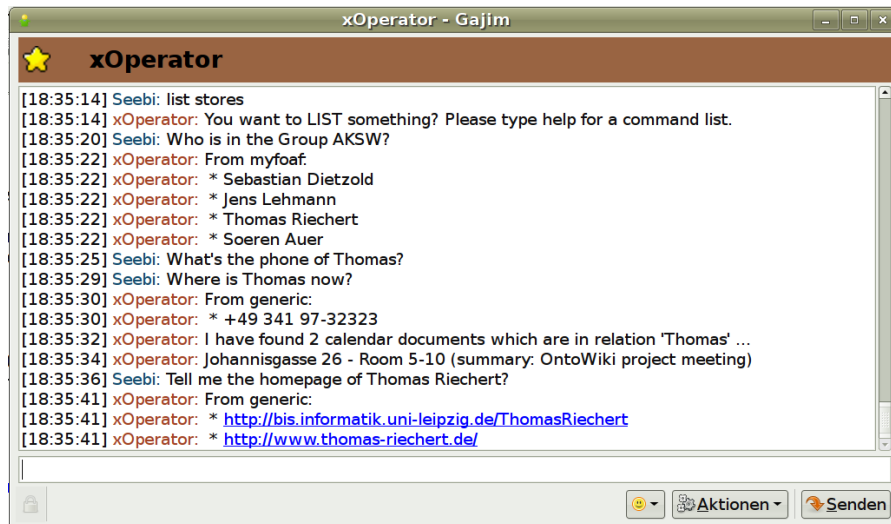 xOperator - Gajim
xOperator
[18:35:14] Seebi: list stores
[18:35:14] xOperator: You want to LIST something? Please type help for a command list.
[18:35:20] Seebi: Who is in the Group AKSW?
[18:35:22] xOperator: From myfoaf:
[18:35:22] xOperator:  * Sebastian Dietzold
[18:35:22] xOperator:  * Jens Lehmann
[18:35:22] xOperator:  * Thomas Riechert
[18:35:22] xOperator:  * Soeren Auer
[18:35:25] Seebi: What's the phone of Thomas?
[18:35:29] Seebi: Where is Thomas now?
[18:35:30] xOperator: From generic:
[18:35:30] xOperator:  * +49 341 97-32323
[18:35:32] xOperator: I have found 2 calendar documents which are in relation 'Thomas' ...
[18:35:34] xOperator: Johannisgasse 26 - Room 5-10 (summary: OntoWiki project meeting)
[18:35:36] Seebi: Tell me the homepage of Thomas Riechert?
[18:35:41] xOperator: From generic:
[18:35:41] xOperator:  * http://bis.informatik.uni-leipzig.de/ThomasRiechert
[18:35:41] xOperator:  * http://www.thomas-riechert.de/
Aktionen Senden